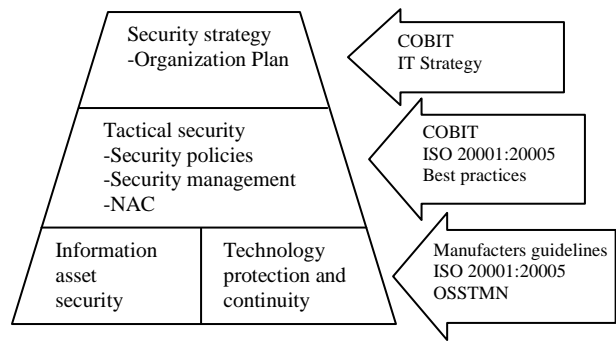 Security strategy
-Organization Plan
COBIT
IT Strategy
Tactical security
-Security policies
-Security management
-NAC
COBIT
ISO 20001:20005
Best practices
Information
asset
security
Technology
protection and
continuity
Manufacters guidelines
ISO 20001:20005
OSSTMN